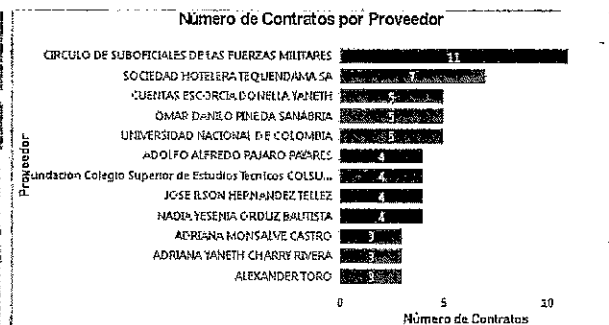 Número de Contratos por Proveedor
CIRCULO DE SUBOFICIALES DE LAS FUERZAS MILITARES 11
SOCIEDAD HOTELERA TEQUENDAMA SA 7
CUENTAS ESCORCIA DONELLA YANETH 5
OMAR DANILO PINEDA SANABRIA 5
UNIVERSIDAD NACIONAL DE COLOMBIA 5
ADOLFO ALFREDO PAJARO PAYARES 4
undación Colegio Superior de Estudios Tecnicos COLSU... 4
JOSE ILSON HERNANDEZ TELLEZ 4
NADIA YESENIA ORDUZ BAUTISTA 4
ADRIANA MONSALVE CASTRO 3
ADRIANA YANETH CHARRY RIVERA 3
ALEXANDER TORO 3
Proveedor
0 5 10
Número de Contratos